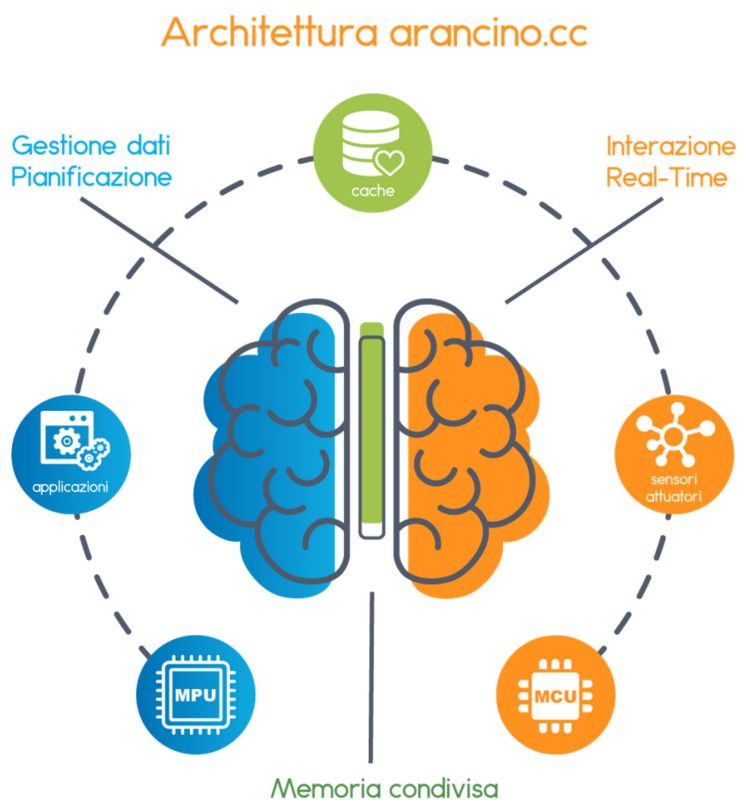 Architettura arancino.cc
Gestione dati
Pianificazione
cache
Interazione
Real-Time
applicazioni
sensori
attuatori
MPU
MCU
Memoria condivisa